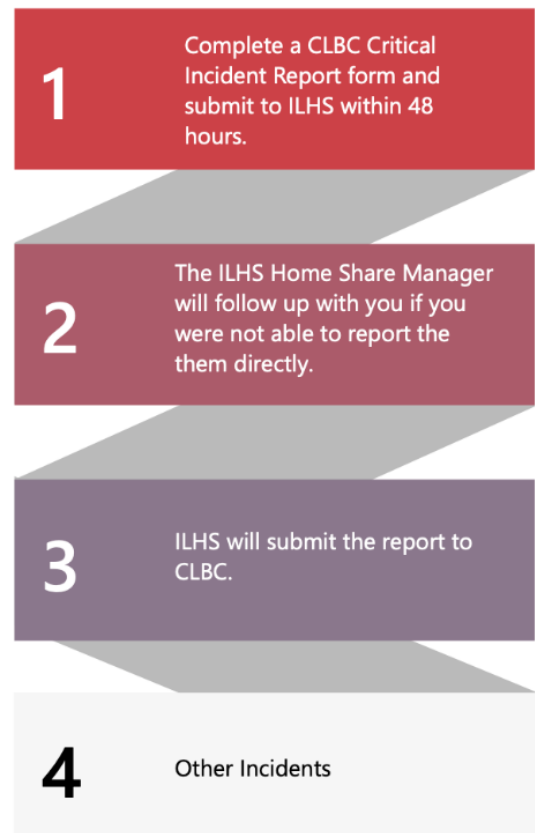 1
Complete a CLBC Critical
Incident Report form and
submit to ILHS within 48
hours.
2
The ILHS Home Share Manager
will follow up with you if you
were not able to report the
them directly.
3
ILHS will submit the report to
CLBC.
4
Other Incidents